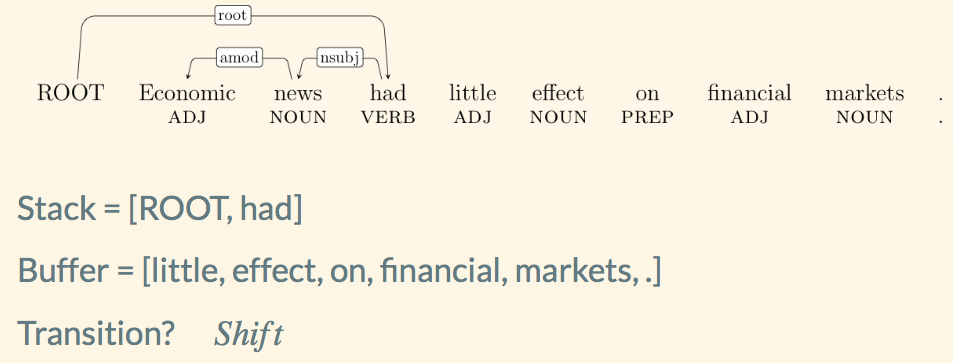 root
amod nsubj
ROOT Economic news had little effect on financial markets .
ADJ NOUN VERB ADJ NOUN PREP ADJ NOUN .
Stack = [ROOT, had]
Buffer = [little, effect, on, financial, markets, .]
Transition? Shift